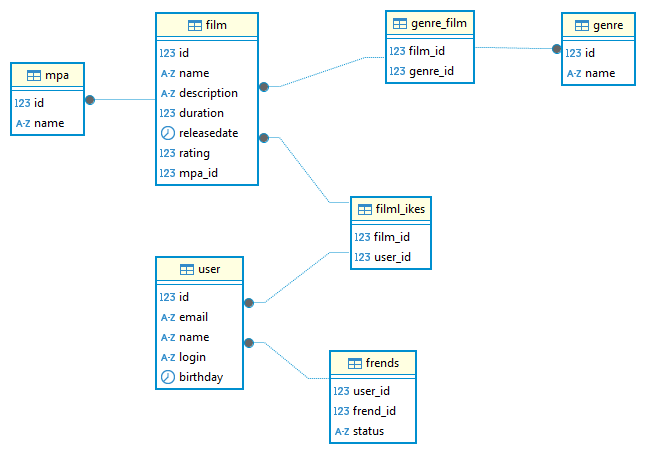 mpa
123 id
A-Z name
film
123 id
A-Z name
A-Z description
123 duration
releasedate
123 rating
123 mpa_id
genre_film
123 film_id
123 genre_id
genre
123 id
A-Z name
filml_ikes
123 film_id
123 user_id
user
123 id
A-Z email
A-Z name
A-Z login
birthday
frends
123 user_id
123 frend_id
A-Z status